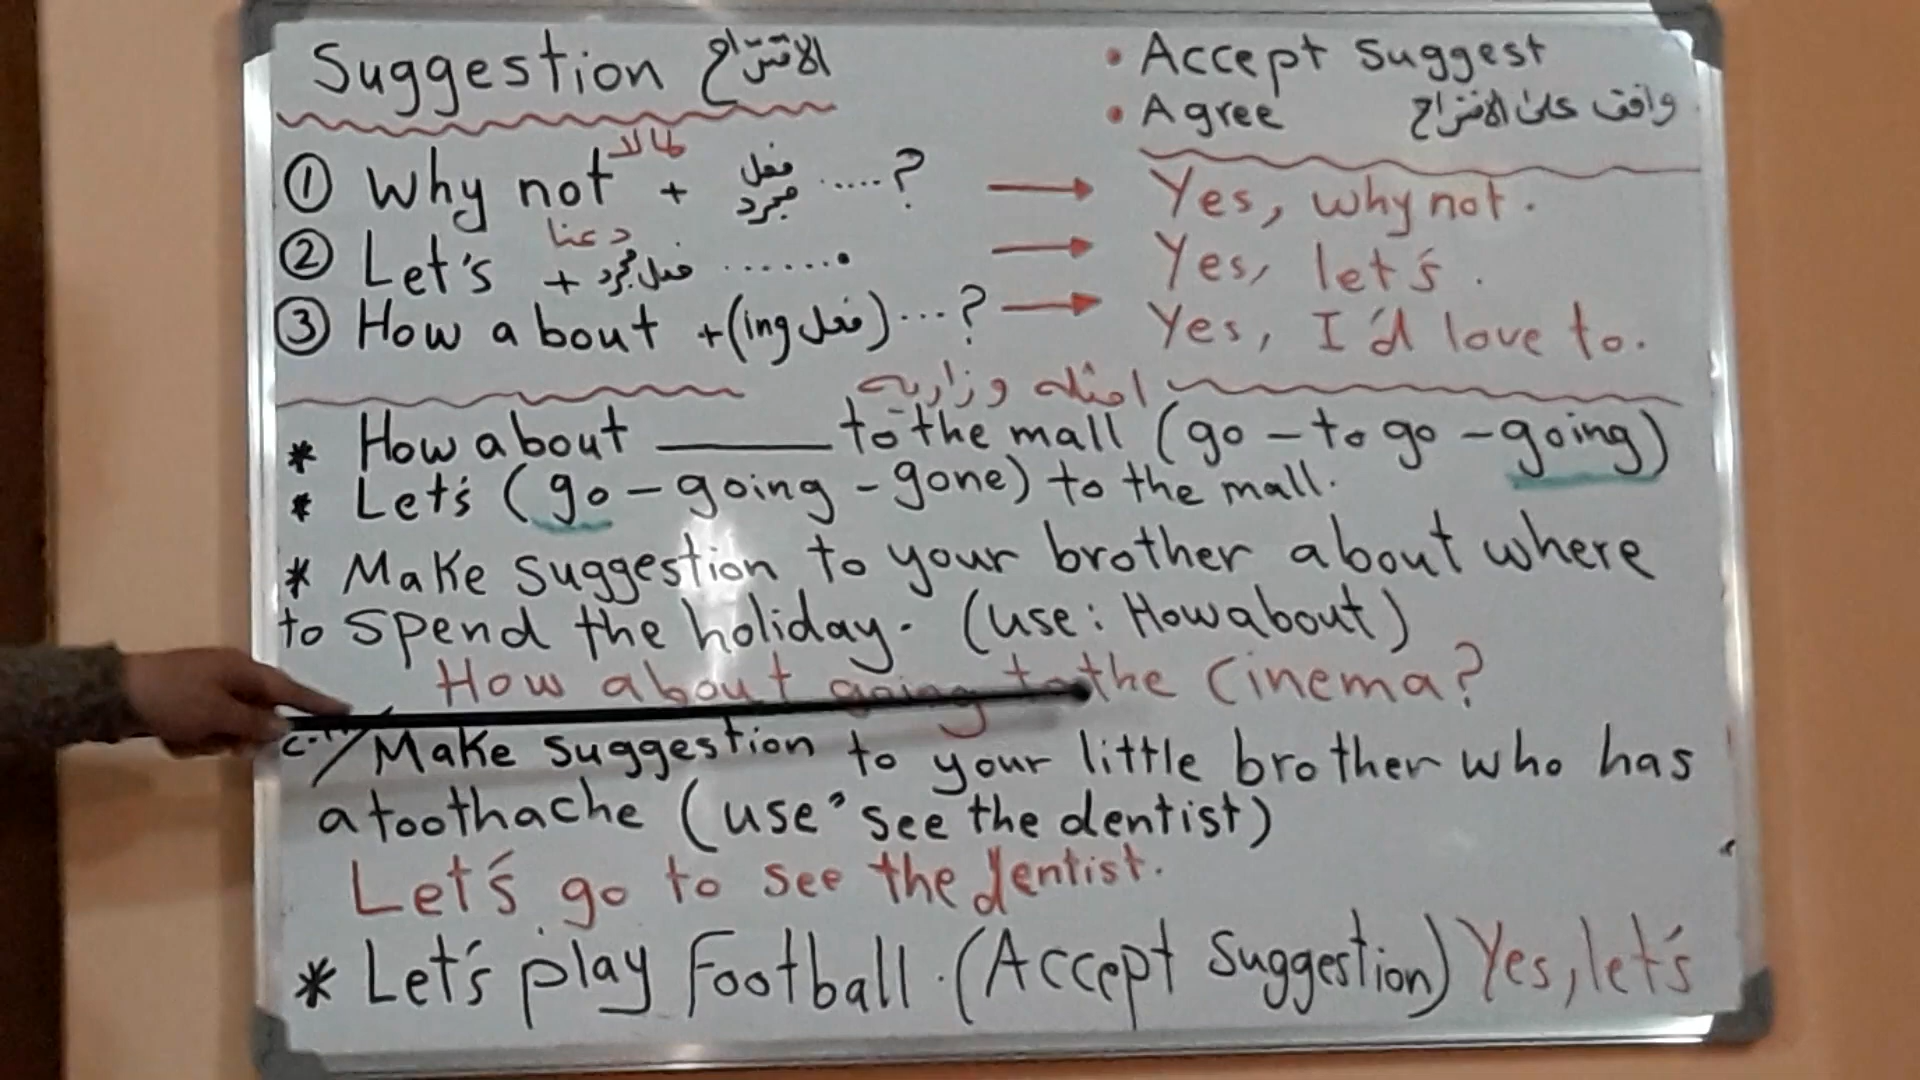 Suggestion الاقتراح
• Accept Suggest
• Agree وافق على الاقتراح
① Why not لمالا + فعل مجرد .....? → Yes, why not.
② Let's دعنا + فعل مجرد ....... → Yes, let's.
③ How about +(ing فعل)...? → Yes, I'd love to.
امثله وزاريه
* How about ______ to the mall (go – to go – going)
* Let's (go – going – gone) to the mall.
* Make suggestion to your brother about where
to spend the holiday. (use: How about)
How about going to the cinema?
Make suggestion to your little brother who has
a toothache (use "see the dentist)
Let's go to see the dentist.
* Let's play Football. (Accept Suggestion) Yes, let's